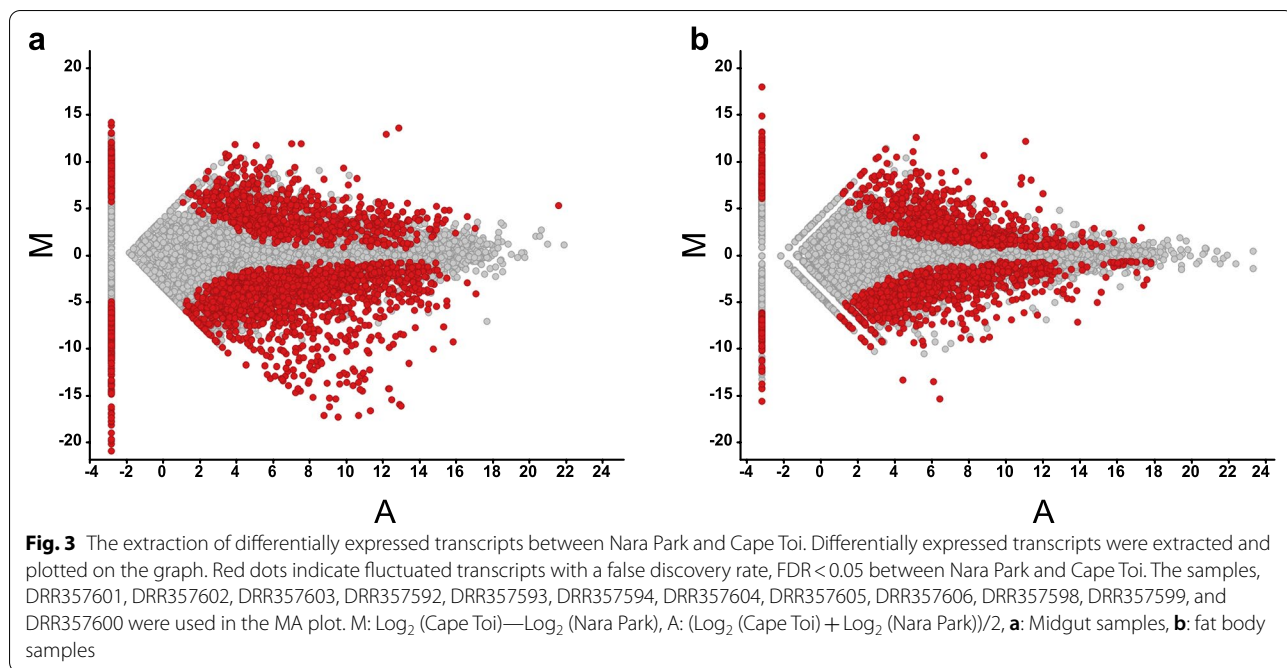 a
b
20
15
10
5
0
-5
-10
-15
-20
M
-4 -2 0 2 4 6 8 10 12 14 16 18 20 22 24
A
20
15
10
5
0
-5
-10
-15
-20
M
-4 -2 0 2 4 6 8 10 12 14 16 18 20 22 24
A
Fig. 3 The extraction of differentially expressed transcripts between Nara Park and Cape Toi. Differentially expressed transcripts were extracted and
plotted on the graph. Red dots indicate fluctuated transcripts with a false discovery rate, FDR < 0.05 between Nara Park and Cape Toi. The samples,
DRR357601, DRR357602, DRR357603, DRR357592, DRR357593, DRR357594, DRR357604, DRR357605, DRR357606, DRR357598, DRR357599, and
DRR357600 were used in the MA plot. M: Log₂ (Cape Toi)—Log₂ (Nara Park), A: (Log₂ (Cape Toi) + Log₂ (Nara Park))/2, a: Midgut samples, b: fat body
samples